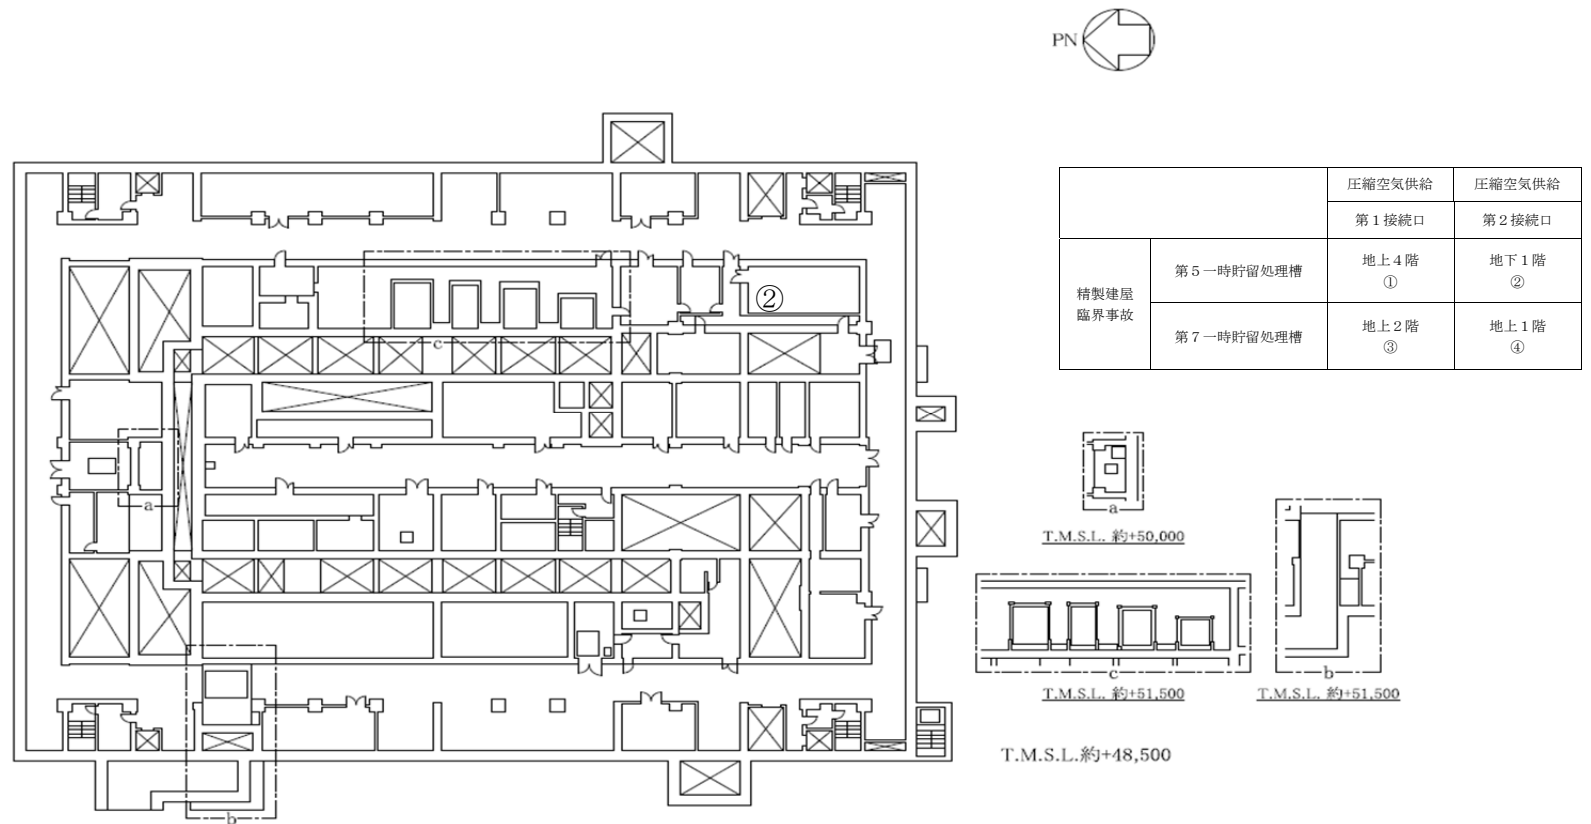 PN
圧縮空気供給
圧縮空気供給
第1接続口
第2接続口
精製建屋
臨界事故
第5一時貯留処理槽
地上4階
①
地下1階
②
第7一時貯留処理槽
地上2階
③
地上1階
④
②
c
a
b
a
T.M.S.L. 約+50,000
c
T.M.S.L. 約+51,500
b
T.M.S.L. 約+51,500
T.M.S.L.約+48,500